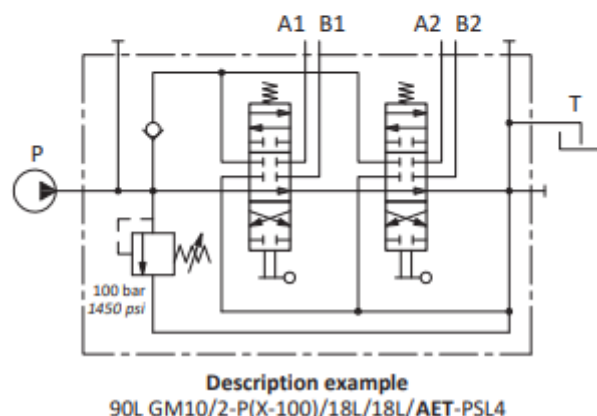 A1 B1 A2 B2
T
P
100 bar
1450 psi
Description example
90L GM10/2-P(X-100)/18L/18L/AET-PSL4